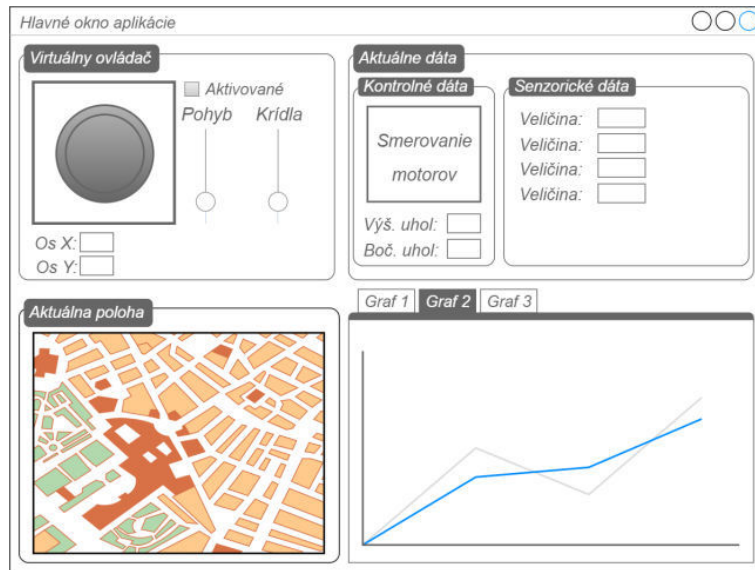 Hlavné okno aplikácie
Virtuálny ovládač
Aktivované
Pohyb
Krídla
Os X:
Os Y:
Aktuálne dáta
Kontrolné dáta
Smerovanie
motorov
Výš. uhol:
Boč. uhol:
Senzorické dáta
Veličina:
Veličina:
Veličina:
Veličina:
Aktuálna poloha
Graf 1
Graf 2
Graf 3